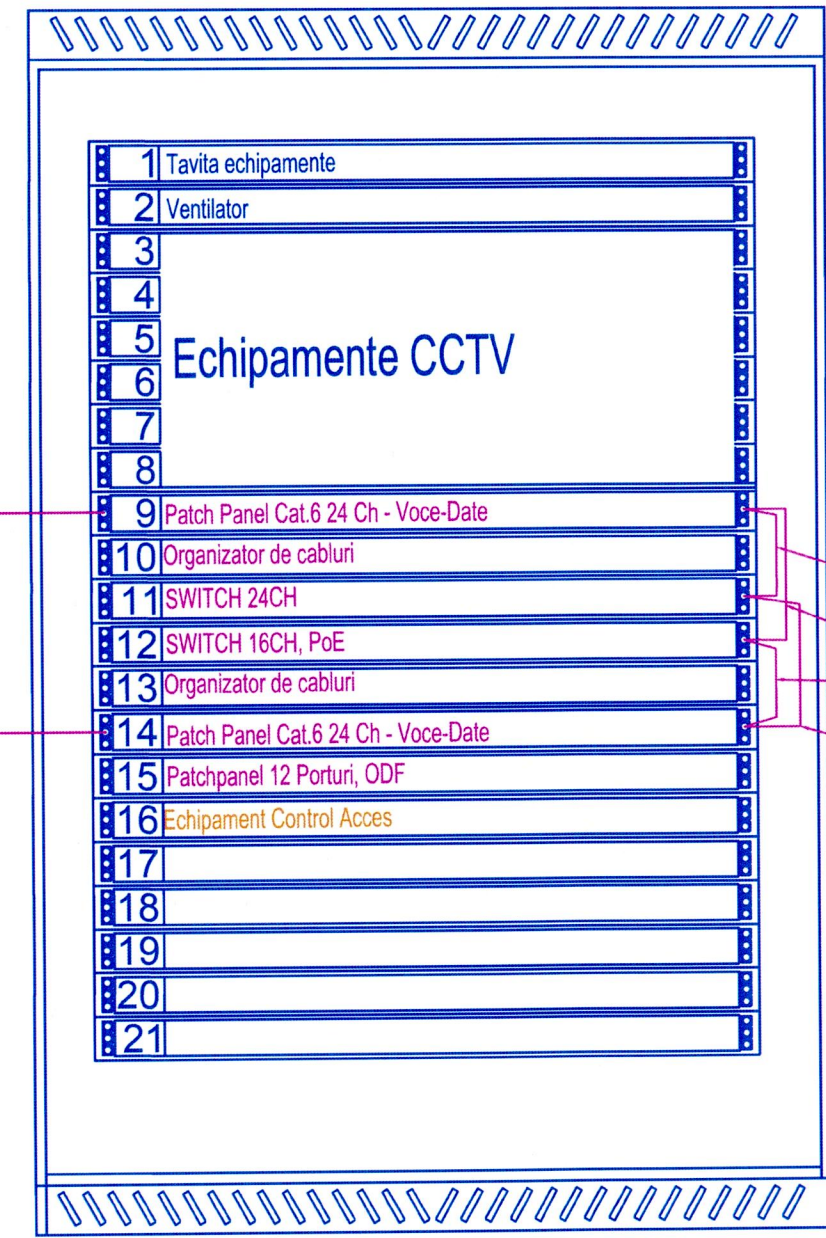 1 Tavita echipamente
2 Ventilator
3
4
5
Echipamente CCTV
6
7
8
9 Patch Panel Cat.6 24 Ch - Voce-Date
10 Organizator de cabluri
11 SWITCH 24CH
12 SWITCH 16CH, PoE
13 Organizator de cabluri
14 Patch Panel Cat.6 24 Ch - Voce-Date
15 Patchpanel 12 Porturi, ODF
16 Echipament Control Acces
17
18
19
20
21